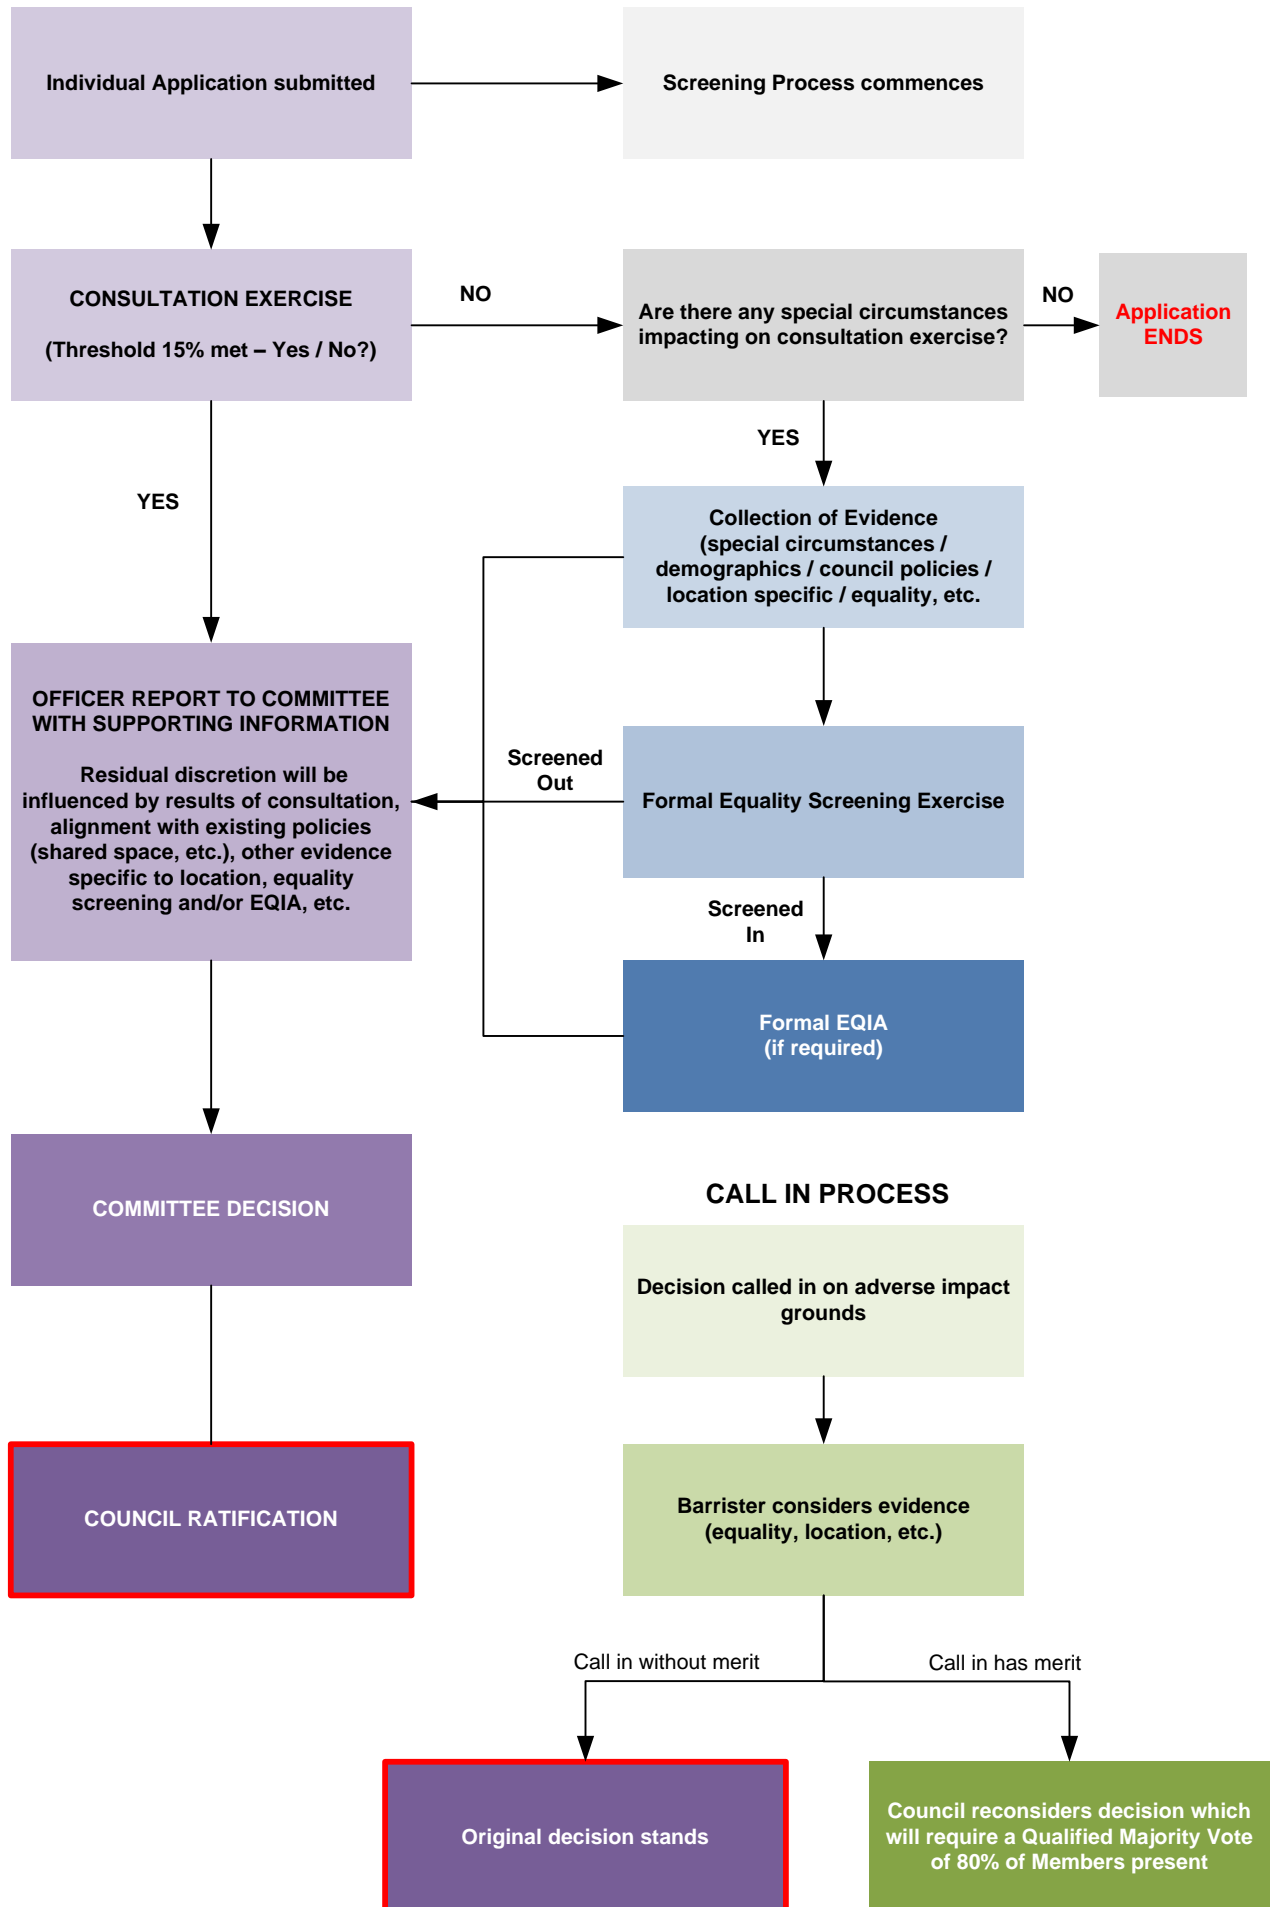 Individual Application submitted
Screening Process commences
CONSULTATION EXERCISE
(Threshold 15% met – Yes / No?)
NO
Are there any special circumstances
impacting on consultation exercise?
NO
Application
ENDS
YES
YES
Collection of Evidence
(special circumstances /
demographics / council policies /
location specific / equality, etc.
OFFICER REPORT TO COMMITTEE
WITH SUPPORTING INFORMATION
Residual discretion will be
influenced by results of consultation,
alignment with existing policies
(shared space, etc.), other evidence
specific to location, equality
screening and/or EQIA, etc.
Screened
Out
Formal Equality Screening Exercise
Screened
In
Formal EQIA
(if required)
COMMITTEE DECISION
COUNCIL RATIFICATION
CALL IN PROCESS
Decision called in on adverse impact
grounds
Barrister considers evidence
(equality, location, etc.)
Call in without merit
Call in has merit
Original decision stands
Council reconsiders decision which
will require a Qualified Majority Vote
of 80% of Members present